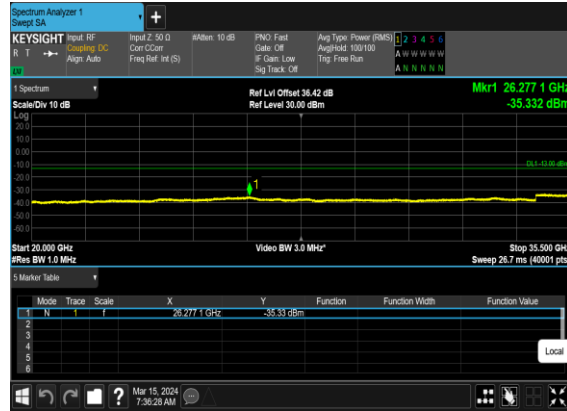 Spectrum Analyzer 1
Swept SA
+
KEYSIGHT Input: RF Input Z: 50 Ω #Atten: 10 dB PNO: Fast Avg Type: Power (RMS) 1 2 3 4 5 6
R T Coupling: DC Corr CCorr Gate: Off Avg|Hold: 100/100 A W W W W W
Align: Auto Freq Ref: Int (S) IF Gain: Low Trig: Free Run
LW Sig Track: Off A N N N N N
1 Spectrum Ref Lvl Offset 36.42 dB Mkr1 26.277 1 GHz
Scale/Div 10 dB Ref Level 30.00 dBm -35.332 dBm
Log
20.0
10.0
0.00
-10.0 DL1 -13.00 dBm
-20.0
-30.0 1
-40.0
-50.0
-60.0
Start 20.000 GHz Video BW 3.0 MHz* Stop 35.500 GHz
#Res BW 1.0 MHz Sweep 26.7 ms (40001 pts)
5 Marker Table
Mode Trace Scale X Y Function Function Width Function Value
1 N 1 f 26.277 1 GHz -35.33 dBm
2
3
4
5
6
Local
? Mar 15, 2024
7:36:28 AM